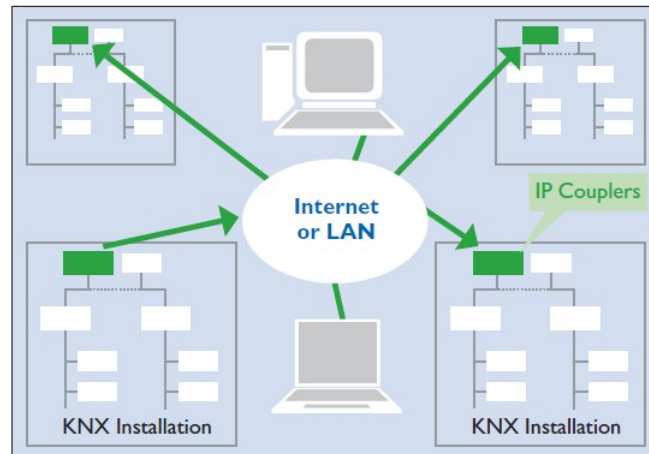 Internet
or LAN
IP Couplers
KNX Installation
KNX Installation